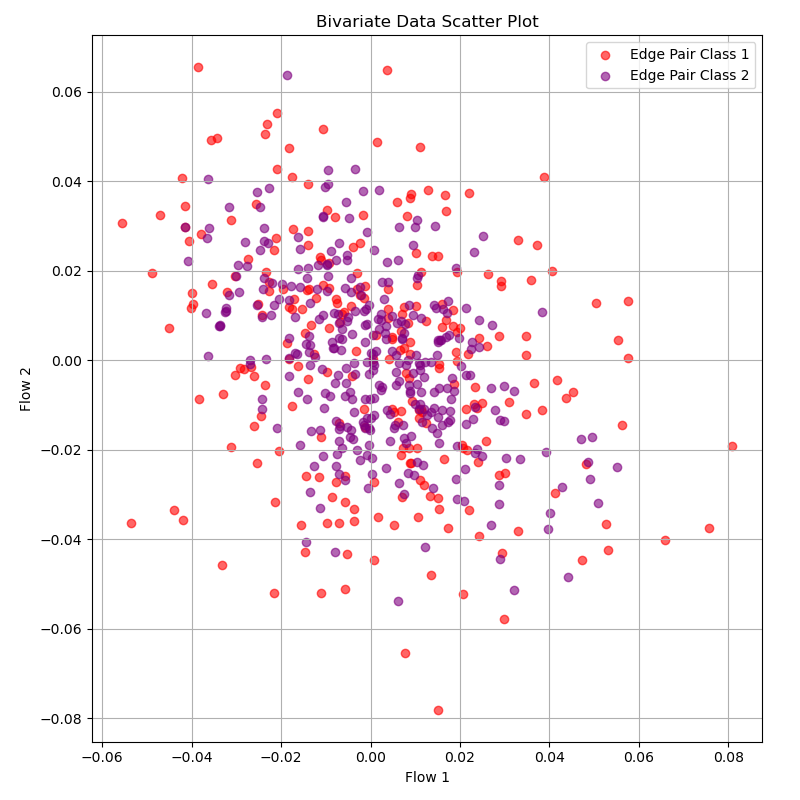 Bivariate Data Scatter Plot
Edge Pair Class 1
Edge Pair Class 2
0.06
0.04
0.02
0.00
−0.02
−0.04
−0.06
−0.08
Flow 2
−0.06 −0.04 −0.02 0.00 0.02 0.04 0.06 0.08
Flow 1